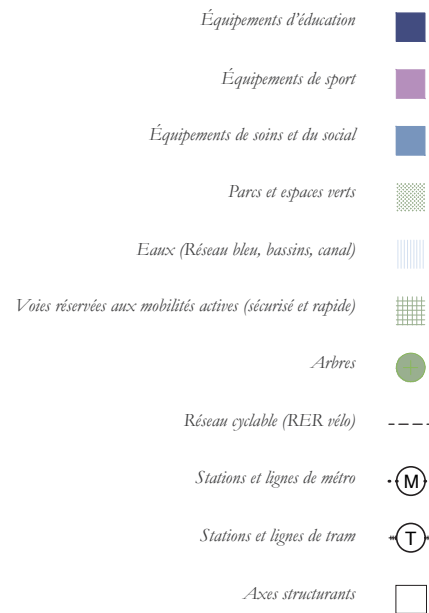 Équipements d'éducation
Équipements de sport
Équipements de soins et du social
Parcs et espaces verts
Eaux (Réseau bleu, bassins, canal)
Voies réservées aux mobilités actives (sécurisé et rapide)
Arbres
Réseau cyclable (RER vélo)
Stations et lignes de métro M
Stations et lignes de tram T
Axes structurants